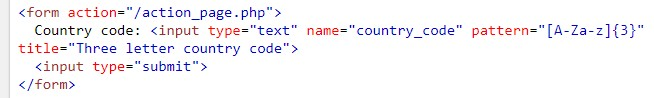 <form action="/action_page.php">
Country code: <input type="text" name="country_code" pattern="[A-Za-z]{3}"
title="Three letter country code">
<input type="submit">
</form>